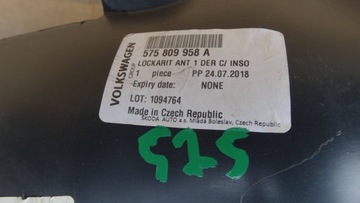 VOLKSWAGEN
GROUP
575 809 958 A
LOCKARIT ANT 1 DER C/ INSO
1 piece PP 24.07.2018
Expiry date: NONE
LOT: 1094764
Made in Czech Republic
ŠKODA AUTO a.s. Mladá Boleslav, Czech Republic
525